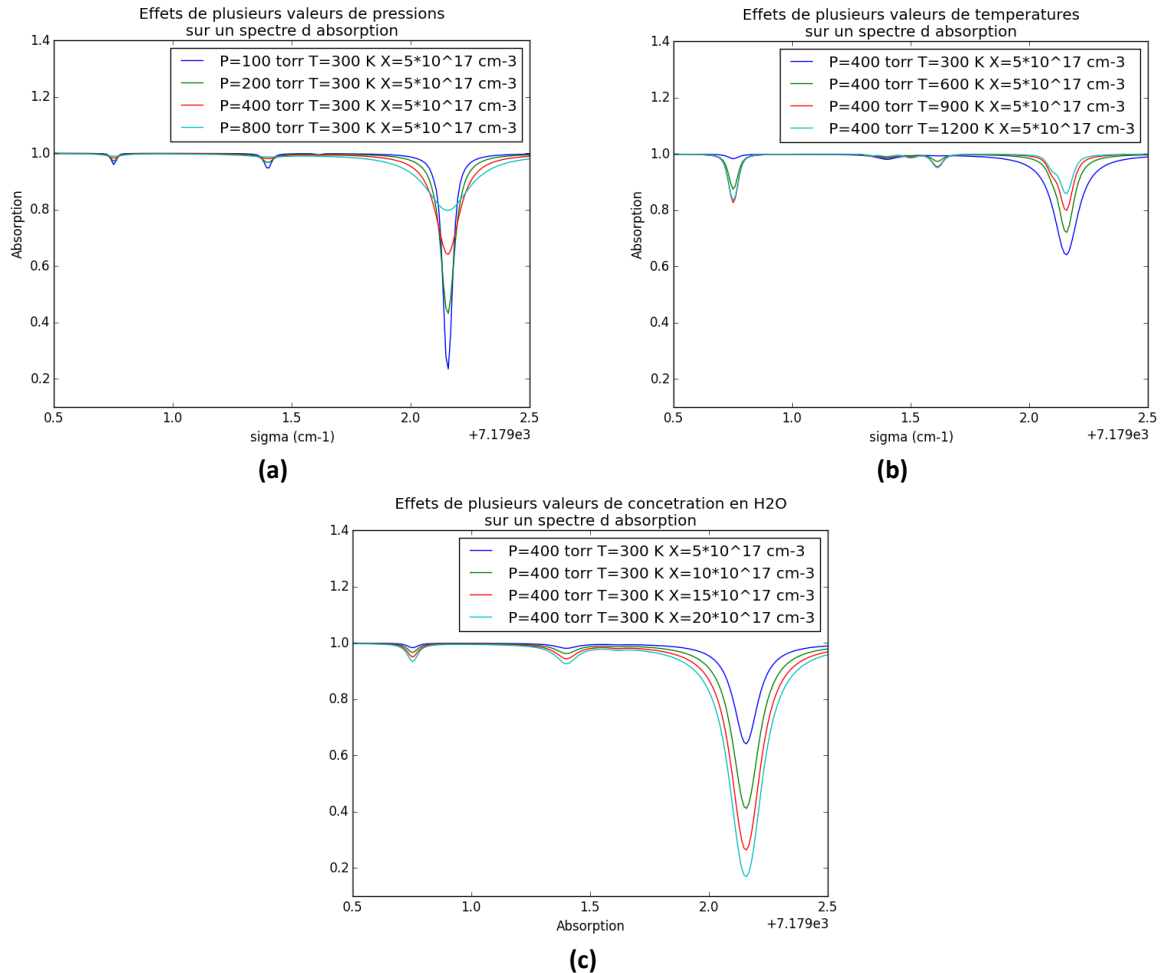 Effets de plusieurs valeurs de pressions
sur un spectre d absorption
1.4
1.2
1.0
0.8
0.6
0.4
0.2
Absorption
P=100 torr T=300 K X=5*10^17 cm-3
P=200 torr T=300 K X=5*10^17 cm-3
P=400 torr T=300 K X=5*10^17 cm-3
P=800 torr T=300 K X=5*10^17 cm-3
0.5 1.0 1.5 2.0 2.5
sigma (cm-1)
+7.179e3
(a)
Effets de plusieurs valeurs de temperatures
sur un spectre d absorption
1.4
1.2
1.0
0.8
0.6
0.4
0.2
Absorption
P=400 torr T=300 K X=5*10^17 cm-3
P=400 torr T=600 K X=5*10^17 cm-3
P=400 torr T=900 K X=5*10^17 cm-3
P=400 torr T=1200 K X=5*10^17 cm-3
0.5 1.0 1.5 2.0 2.5
sigma (cm-1)
+7.179e3
(b)
Effets de plusieurs valeurs de concetration en H2O
sur un spectre d absorption
1.4
1.2
1.0
0.8
0.6
0.4
0.2
P=400 torr T=300 K X=5*10^17 cm-3
P=400 torr T=300 K X=10*10^17 cm-3
P=400 torr T=300 K X=15*10^17 cm-3
P=400 torr T=300 K X=20*10^17 cm-3
0.5 1.0 1.5 2.0 2.5
Absorption
+7.179e3
(c)